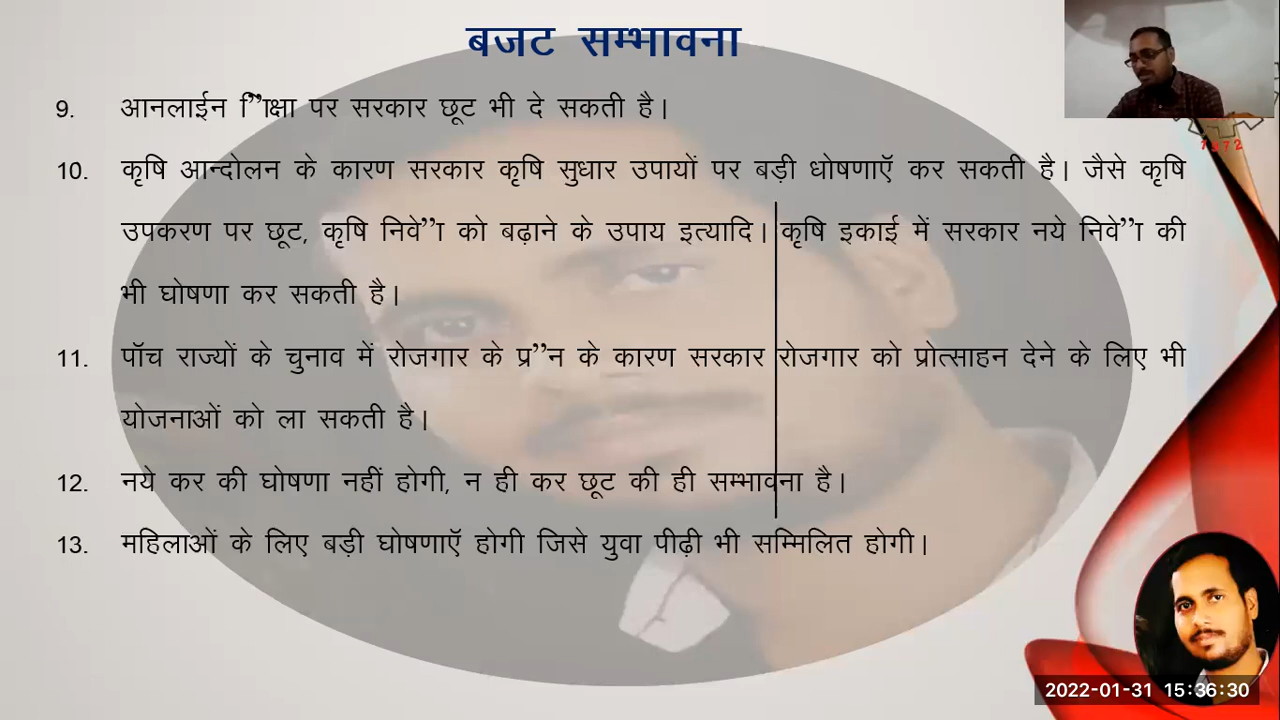 बजट सम्भावना
9. आनलाईन ि”ाक्षा पर सरकार छूट भी दे सकती है।
10. कृषि आन्दोलन के कारण सरकार कृषि सुधार उपायों पर बड़ी धोषणाएॅ कर सकती है। जैसे कृषि
उपकरण पर छूट, कृषि निवे”ा को बढ़ाने के उपाय इत्यादि। कृषि इकाई में सरकार नये निवे”ा की
भी घोषणा कर सकती है।
11. पॉच राज्यों के चुनाव में रोजगार के प्र”न के कारण सरकार रोजगार को प्रोत्साहन देने के लिए भी
योजनाओं को ला सकती है।
12. नये कर की घोषणा नहीं होगी, न ही कर छूट की ही सम्भावना है।
13. महिलाओं के लिए बड़ी घोषणाएॅ होगी जिसे युवा पीढ़ी भी सम्मिलित होगी।
1372
2022-01-31 15:36:30